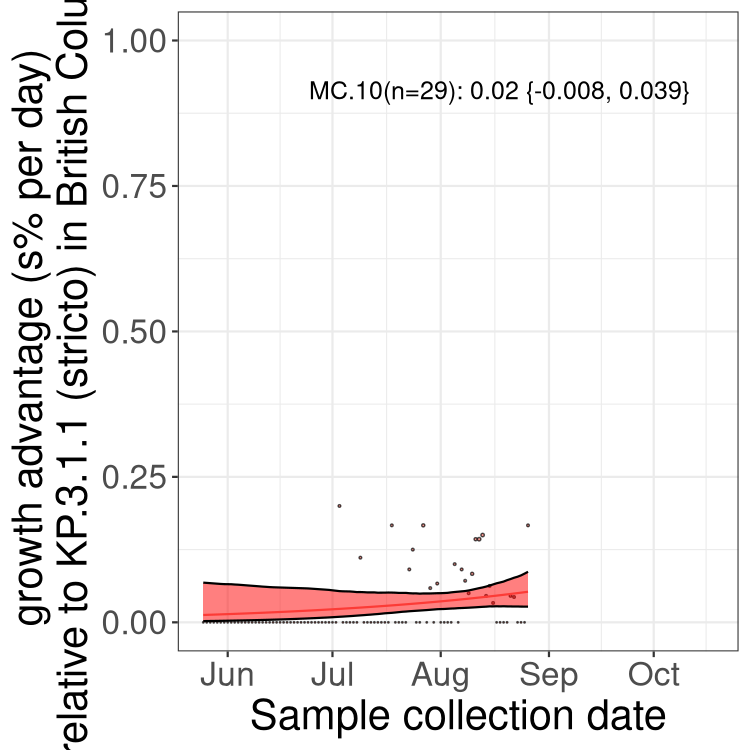 growth advantage (s% per day)
relative to KP.3.1.1 (stricto) in British Colu
1.00
0.75
0.50
0.25
0.00
MC.10(n=29): 0.02 {-0.008, 0.039}
Jun Jul Aug Sep Oct
Sample collection date